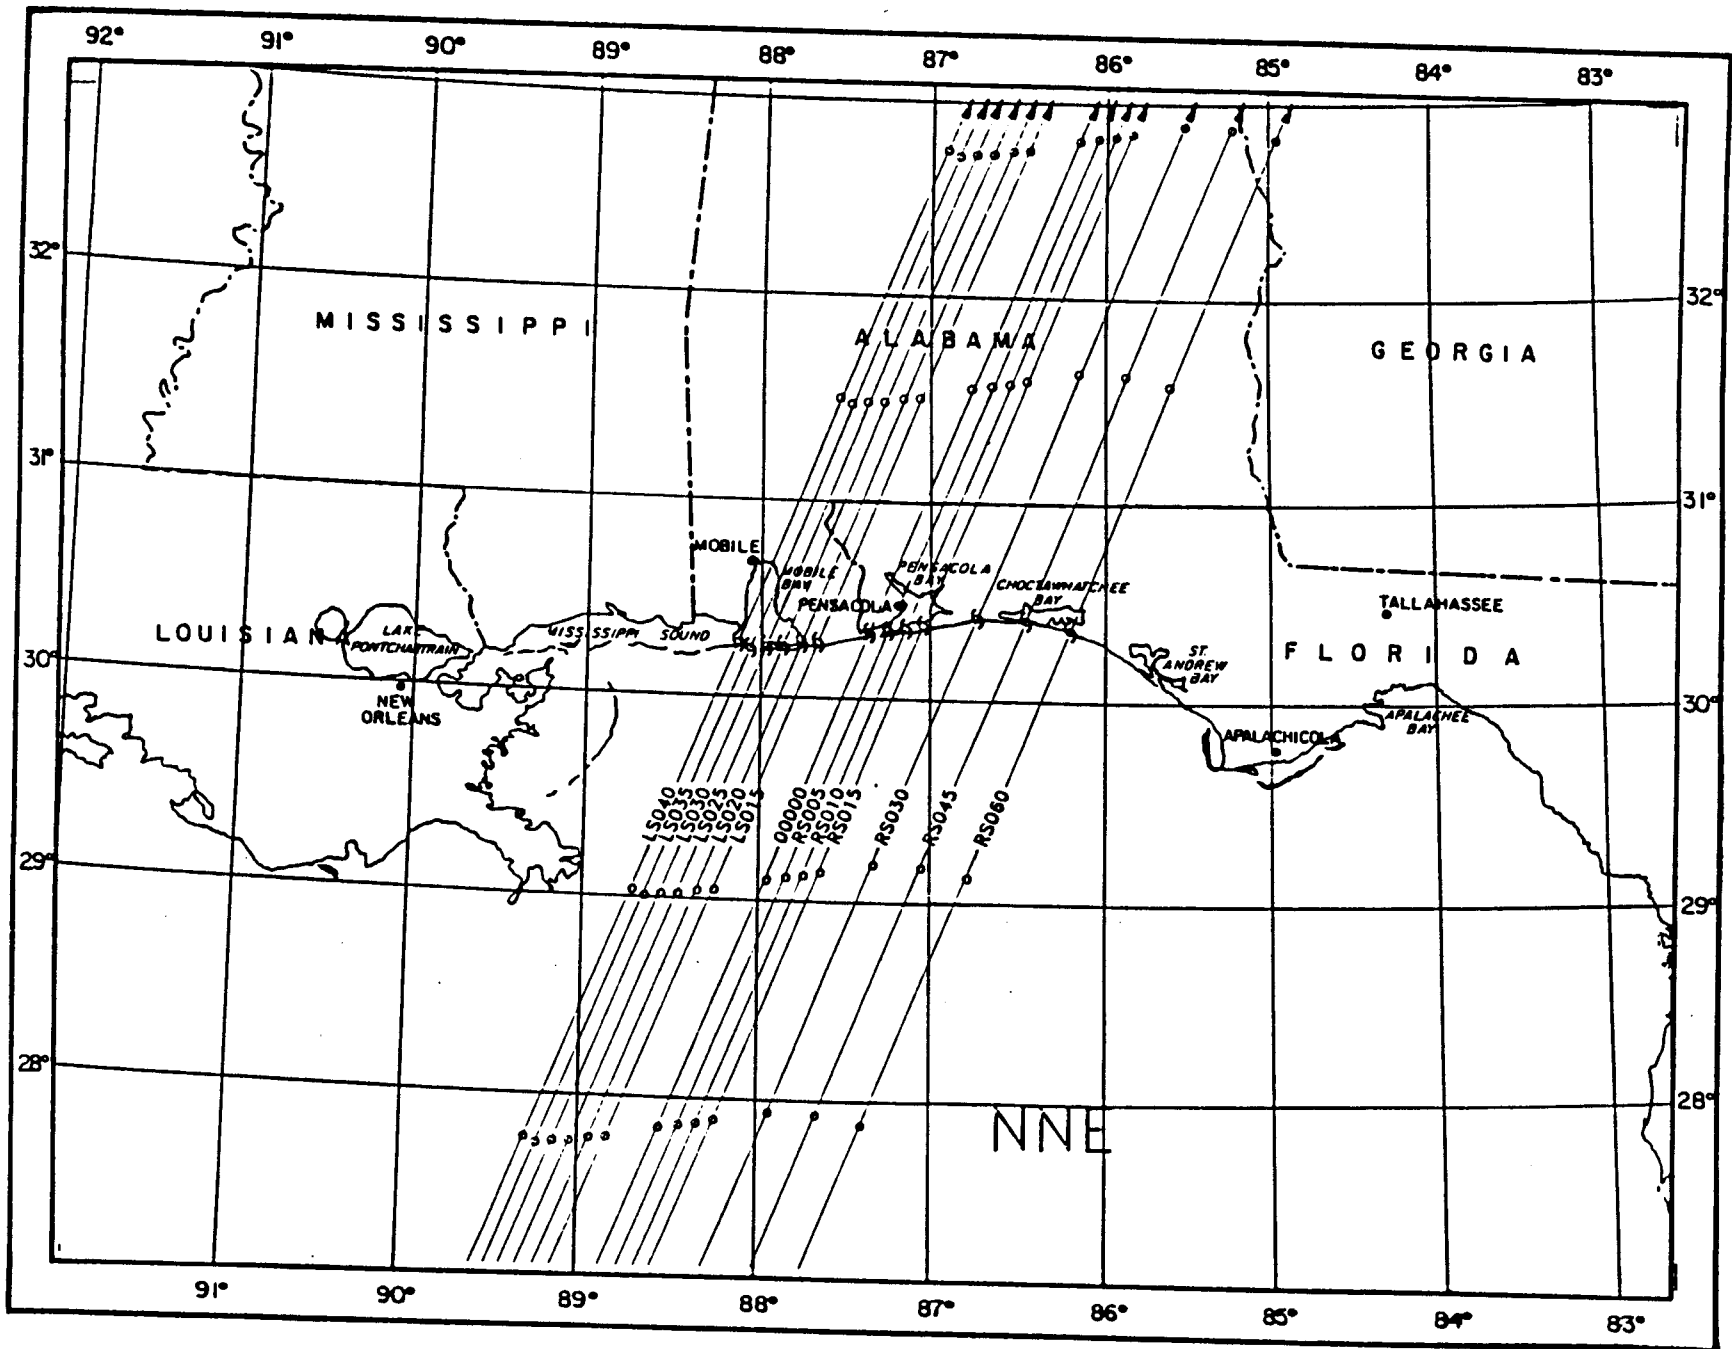 92° 91° 90° 89° 88° 87° 86° 85° 84° 83°
32° 32°
MISSISSIPPI ALABAMA GEORGIA
31° 31°
MOBILE
MOBILE
BAY
PENSACOLA
BAY
CHOCTAWHATCHEE
BAY
PENSACOLA
TALLAHASSEE
LOUISIANA
LAKE
PONTCHARTRAIN
MISSISSIPPI SOUND
FLORIDA
ST.
ANDREW
BAY
30° 30°
NEW
ORLEANS
APALACHEE
BAY
APALACHICOLA
LS040
LS035
LS030
LS025
LS020
LS015
00000
RS005
RS010
RS015
RS030
RS045
RS060
29° 29°
28° 28°
NNE
91° 90° 89° 88° 87° 86° 85° 84° 83°